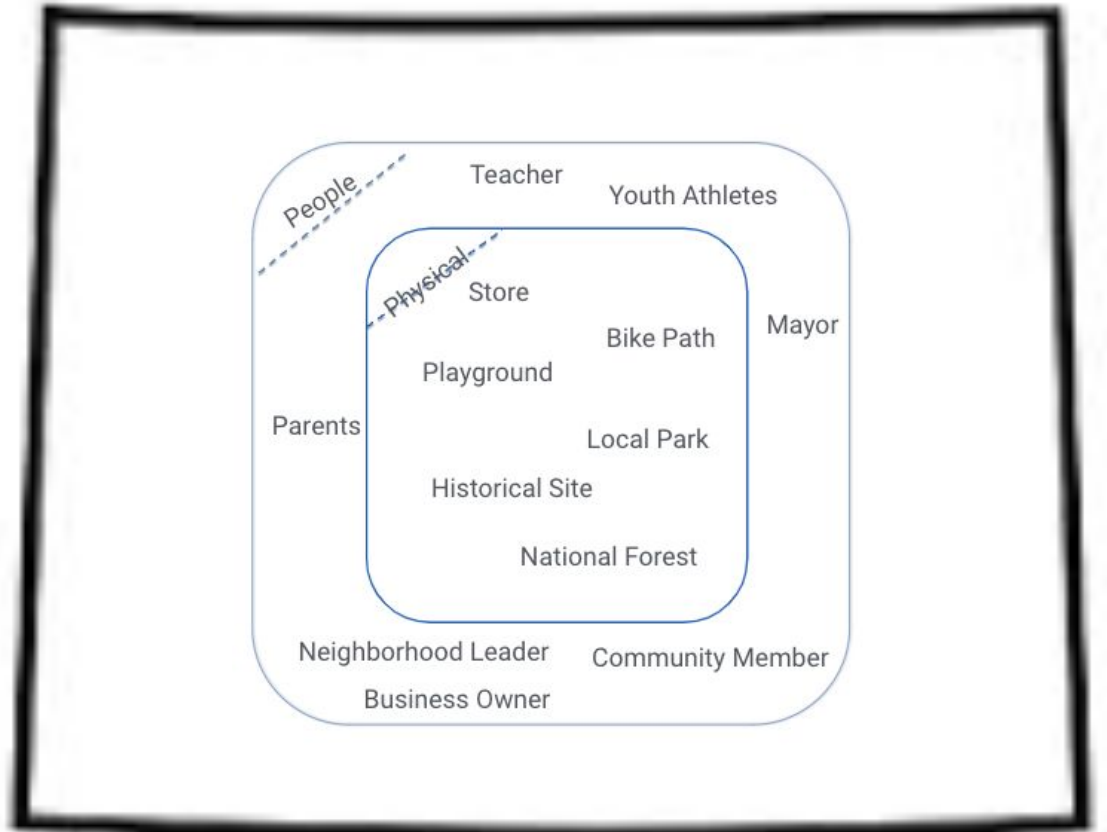 People
Teacher
Youth Athletes
Physical
Store
Mayor
Bike Path
Playground
Parents
Local Park
Historical Site
National Forest
Neighborhood Leader
Community Member
Business Owner